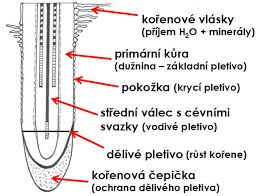 kořenové vlásky
(příjem H₂O + minerály)
primární kůra
(dužnina – základní pletivo)
pokožka (krycí pletivo)
střední válec s cévními
svazky (vodivé pletivo)
dělivé pletivo (růst kořene)
kořenová čepička
(ochrana dělivého pletiva)